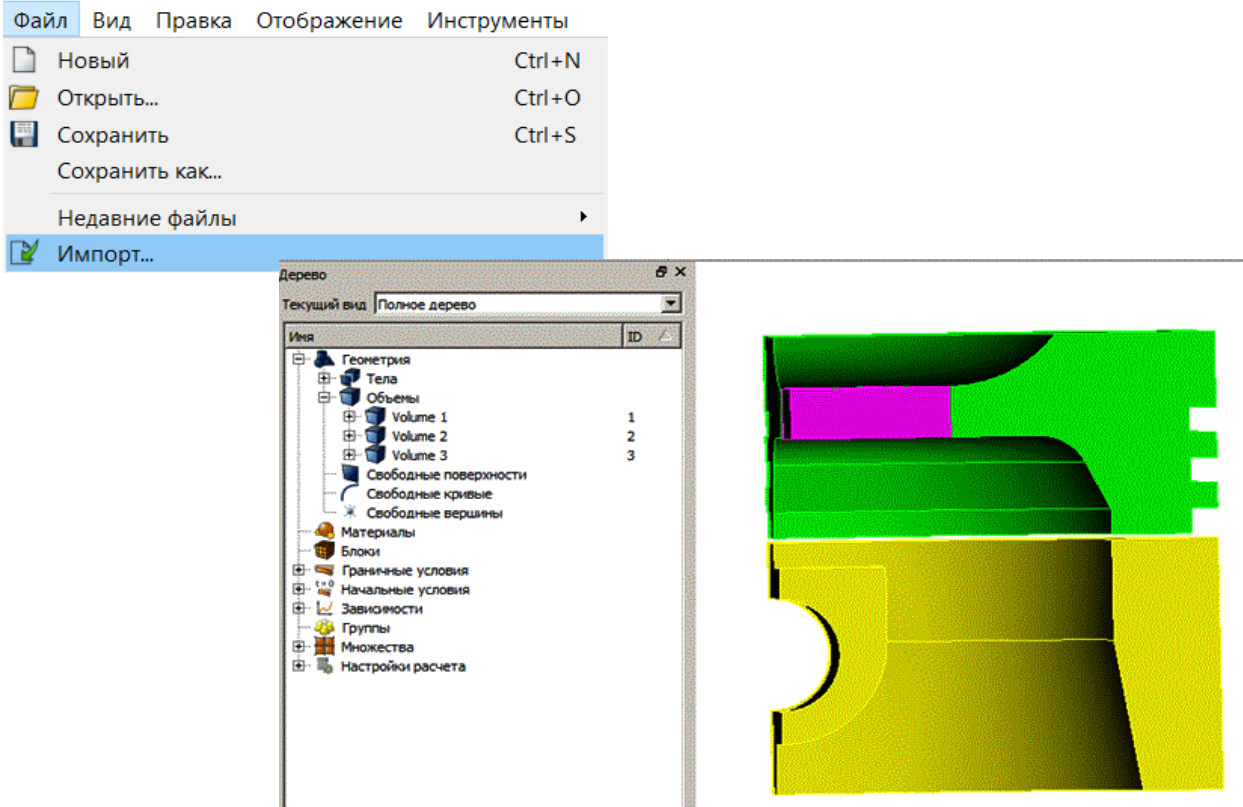 Файл Вид Правка Отображение Инструменты
Новый Ctrl+N
Открыть... Ctrl+O
Сохранить Ctrl+S
Сохранить как...
Недавние файлы
Импорт...
Дерево
Текущий вид Полное дерево
Имя ID
Геометрия
Тела
Объемы
Volume 1 1
Volume 2 2
Volume 3 3
Свободные поверхности
Свободные кривые
Свободные вершины
Материалы
Блоки
Граничные условия
t=0 Начальные условия
Зависимости
Группы
Множества
Настройки расчета